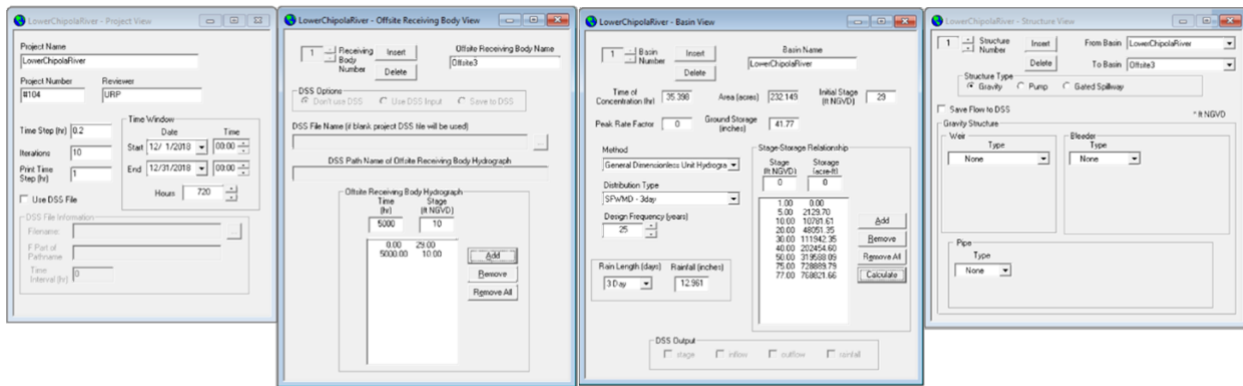 LowerChipolaRiver - Project View
Project Name
LowerChipolaRiver
Project Number Reviewer
#104 URP
Time Step (hr) 0.2
Iterations 10
Print Time Step (hr) 1
Use DSS File
Time Window
Date Time
Start 12/ 1/2018 00:00
End 12/31/2018 00:00
Hours 720
DSS File Information
Filename ...
F Part of Pathname
Time Interval (hr) 0
LowerChipolaRiver - Offsite Receiving Body View
1 Receiving Body Number
Insert
Delete
Offsite Receiving Body Name
Offsite3
DSS Options
Don't use DSS Use DSS Input Save to DSS
DSS File Name (if blank project DSS file will be used)
...
DSS Path Name of Offsite Receiving Body Hydrograph
Offsite Receiving Body Hydrograph
Time (hr) Stage (ft NGVD)
5000 10
0.00 29.00
5000.00 10.00
Add
Remove
Remove All
LowerChipolaRiver - Basin View
1 Basin Number
Insert
Delete
Basin Name
LowerChipolaRiver
Time of Concentration (hr) 35.398
Area (acres) 232.149
Initial Stage (ft NGVD) 29
Peak Rate Factor 0
Ground Storage (inches) 41.77
Method
General Dimensionless Unit Hydrogra
Distribution Type
SFWMD - 3day
Design Frequency (years)
25
Rain Length (days) Rainfall (inches)
3 Day 12.961
Stage-Storage Relationship
Stage (ft NGVD) Storage (acre-ft)
0 0
1.00 0.00
5.00 2129.70
10.00 10781.61
20.00 48051.35
30.00 111942.35
40.00 202454.60
50.00 319588.09
75.00 728889.79
77.00 768821.66
Add
Remove
Remove All
Calculate
DSS Output
stage inflow outflow rainfall
LowerChipolaRiver - Structure View
1 Structure Number
Insert
Delete
From Basin LowerChipolaRiver
To Basin Offsite3
Structure Type
Gravity Pump Gated Spillway
Save Flow to DSS
* ft NGVD
Gravity Structure
Weir
Type
None
Bleeder
Type
None
Pipe
Type
None